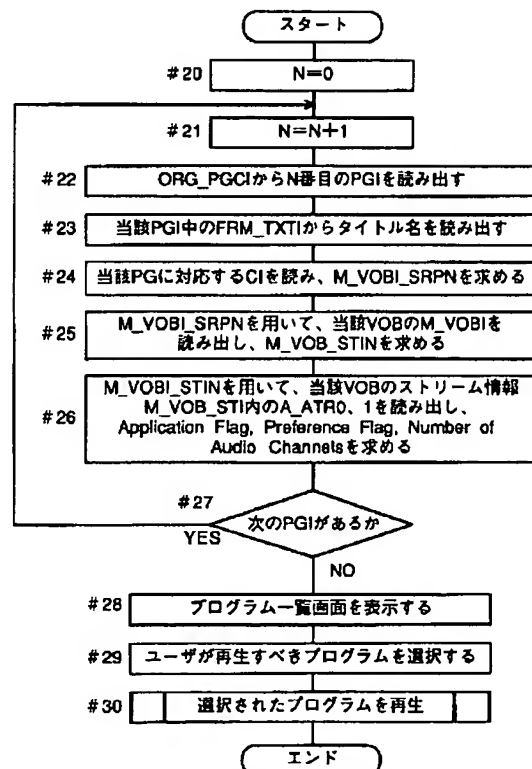 スタート
#20 N=0
#21 N=N+1
#22 ORG_PGCIからN番目のPGIを読み出す
#23 当該PGI中のFRM_TXTIからタイトル名を読み出す
#24 当該PGに対応するCIを読み、M_VOBI_SRPNを求める
#25 M_VOBI_SRPNを用いて、当該VOBのM_VOBIを
読み出し、M_VOB_STINを求める
#26 M_VOBI_STINを用いて、当該VOBのストリーム情報
M_VOB_STI内のA_ATR0、1を読み出し、
Application Flag, Preference Flag, Number of
Audio Channelsを求める
#27
次のPGIがあるか
YES
NO
#28 プログラム一覧画面を表示する
#29 ユーザが再生すべきプログラムを選択する
#30 選択されたプログラムを再生
エンド